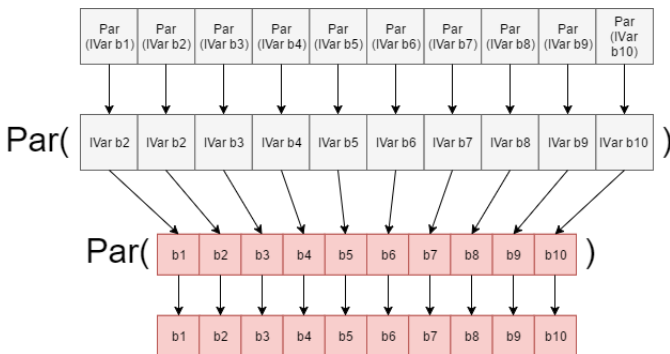 Par (IVar b1) Par (IVar b2) Par (IVar b3) Par (IVar b4) Par (IVar b5) Par (IVar b6) Par (IVar b7) Par (IVar b8) Par (IVar b9) Par (IVar b10)
Par( IVar b2 IVar b2 IVar b3 IVar b4 IVar b5 IVar b6 IVar b7 IVar b8 IVar b9 IVar b10 )
Par( b1 b2 b3 b4 b5 b6 b7 b8 b9 b10 )
b1 b2 b3 b4 b5 b6 b7 b8 b9 b10